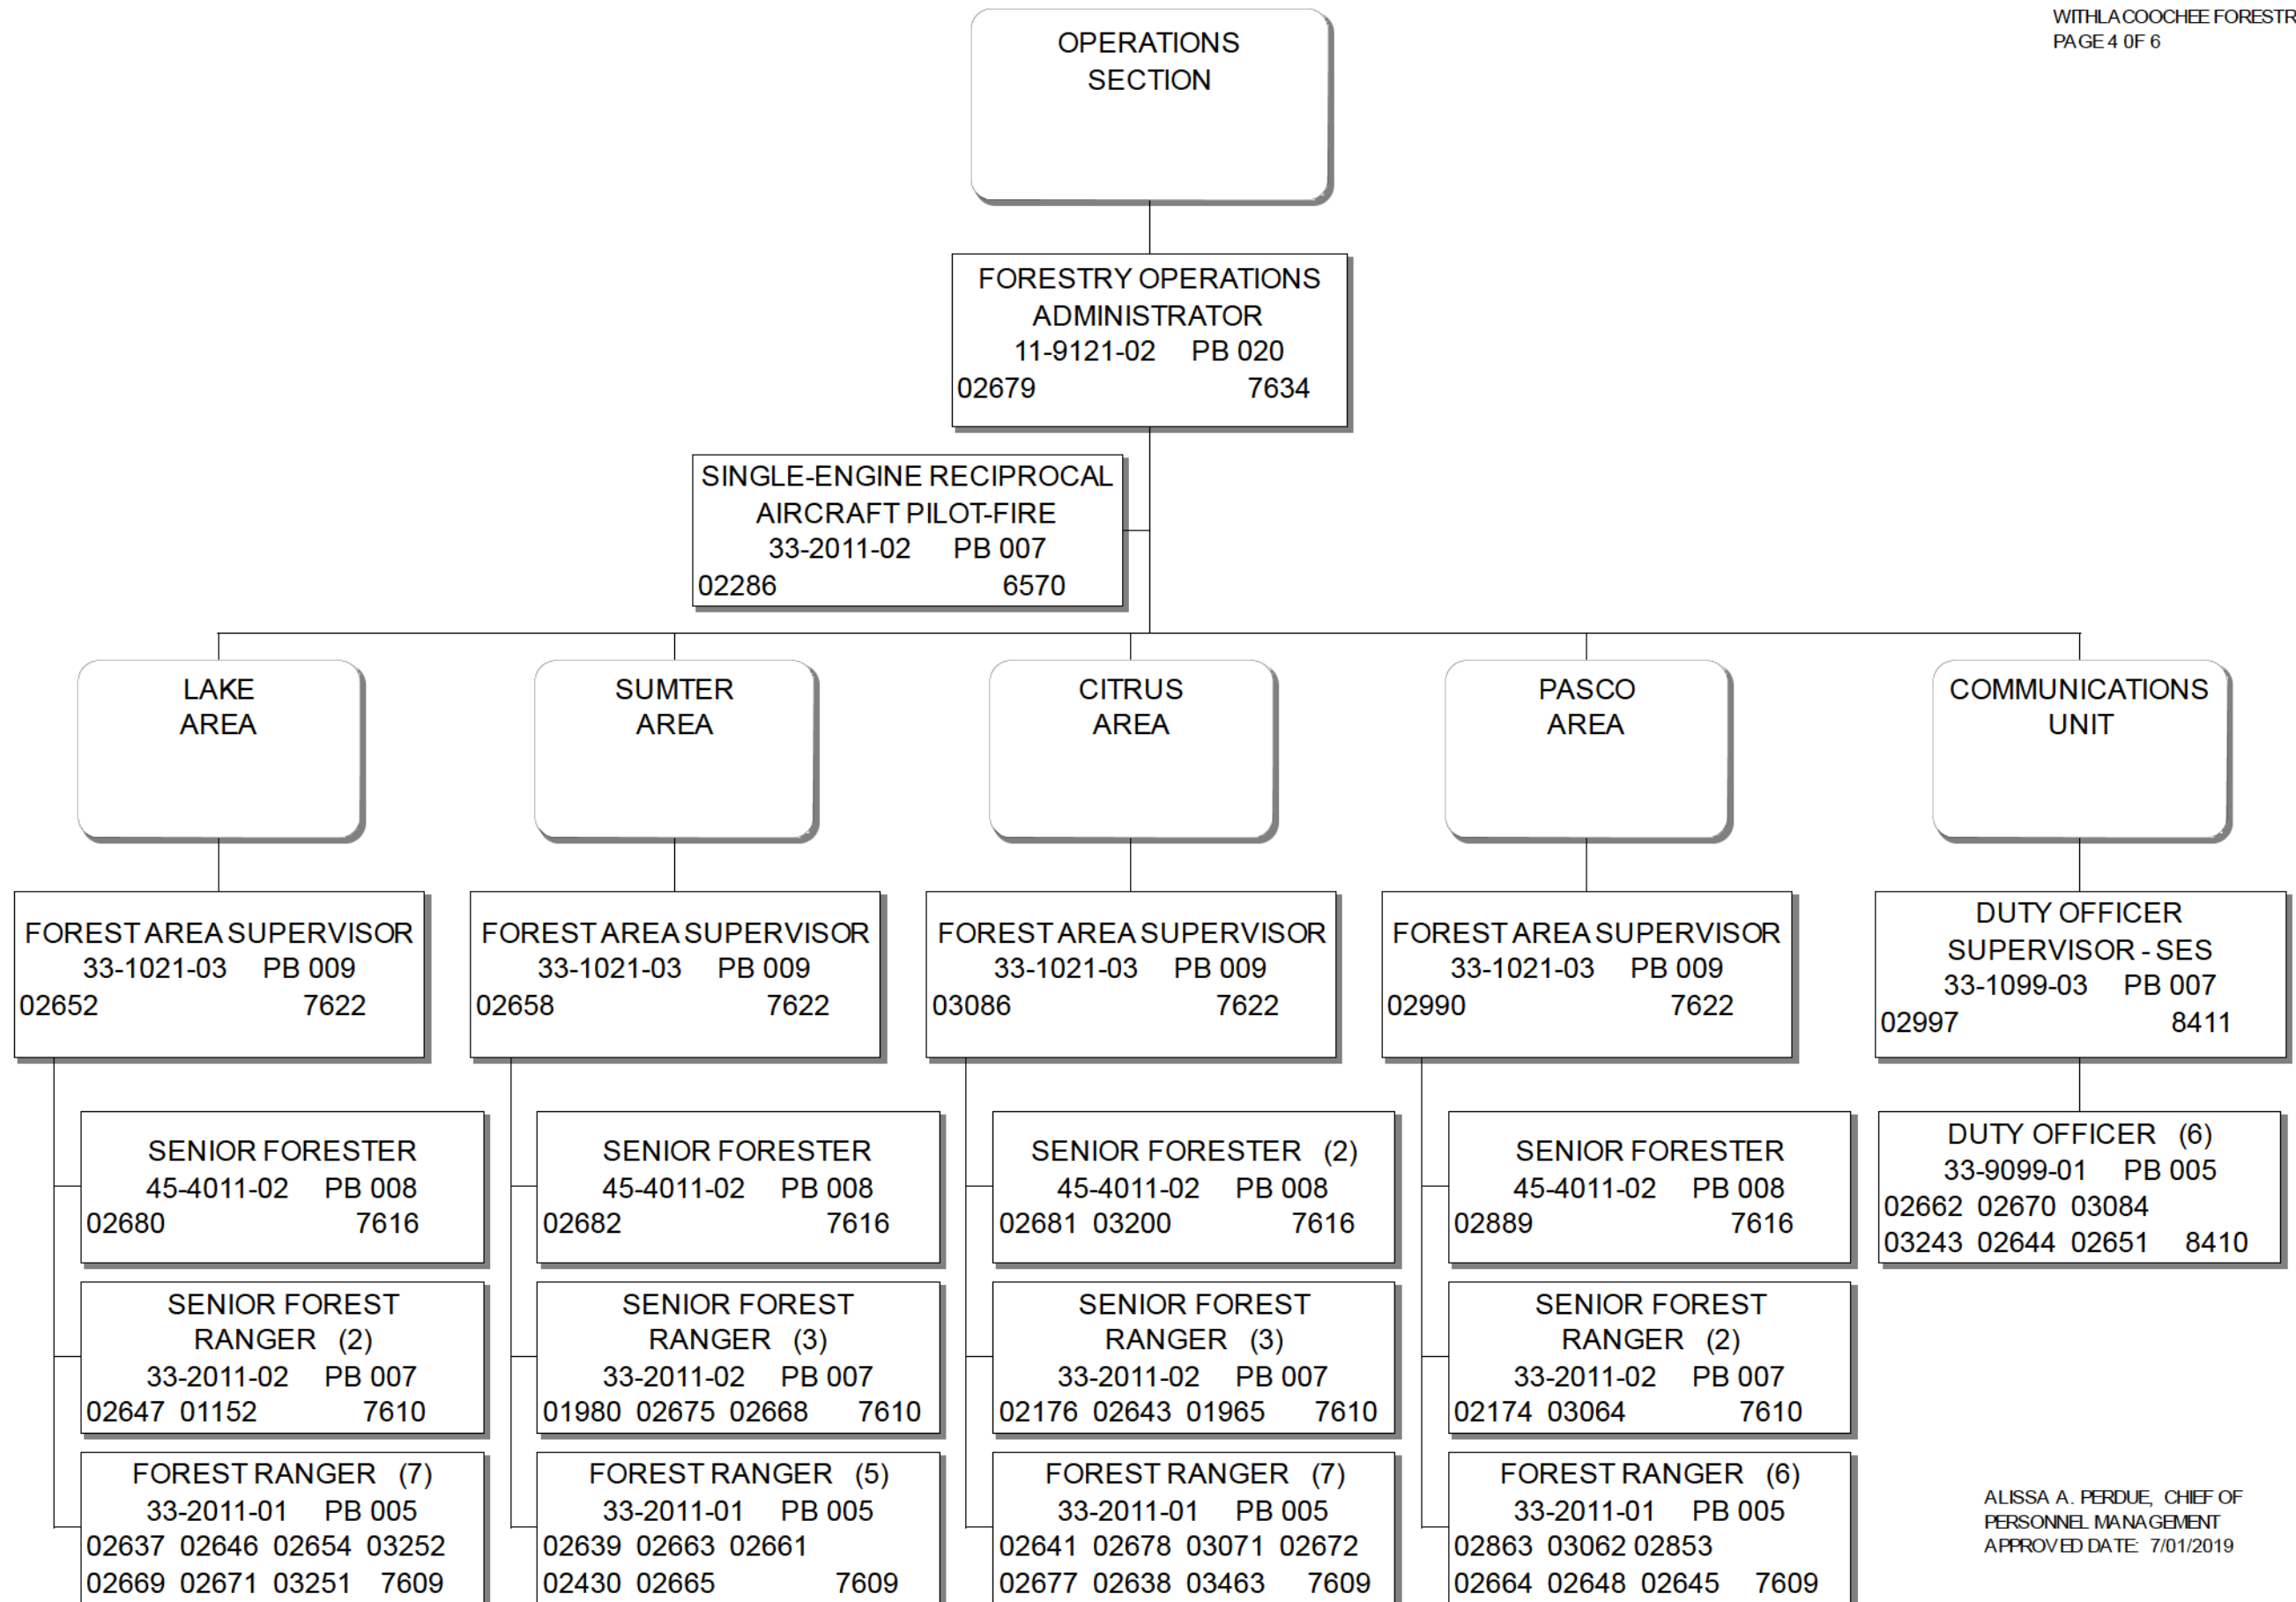 WITHLACOOCHEE FORESTR
PAGE 4 0F 6
OPERATIONS
SECTION
FORESTRY OPERATIONS
ADMINISTRATOR
11-9121-02 PB 020
02679 7634
SINGLE-ENGINE RECIPROCAL
AIRCRAFT PILOT-FIRE
33-2011-02 PB 007
02286 6570
LAKE
AREA
FOREST AREA SUPERVISOR
33-1021-03 PB 009
02652 7622
SENIOR FORESTER
45-4011-02 PB 008
02680 7616
SENIOR FOREST
RANGER (2)
33-2011-02 PB 007
02647 01152 7610
FOREST RANGER (7)
33-2011-01 PB 005
02637 02646 02654 03252
02669 02671 03251 7609
SUMTER
AREA
FOREST AREA SUPERVISOR
33-1021-03 PB 009
02658 7622
SENIOR FORESTER
45-4011-02 PB 008
02682 7616
SENIOR FOREST
RANGER (3)
33-2011-02 PB 007
01980 02675 02668 7610
FOREST RANGER (5)
33-2011-01 PB 005
02639 02663 02661
02430 02665 7609
CITRUS
AREA
FOREST AREA SUPERVISOR
33-1021-03 PB 009
03086 7622
SENIOR FORESTER (2)
45-4011-02 PB 008
02681 03200 7616
SENIOR FOREST
RANGER (3)
33-2011-02 PB 007
02176 02643 01965 7610
FOREST RANGER (7)
33-2011-01 PB 005
02641 02678 03071 02672
02677 02638 03463 7609
PASCO
AREA
FOREST AREA SUPERVISOR
33-1021-03 PB 009
02990 7622
SENIOR FORESTER
45-4011-02 PB 008
02889 7616
SENIOR FOREST
RANGER (2)
33-2011-02 PB 007
02174 03064 7610
FOREST RANGER (6)
33-2011-01 PB 005
02863 03062 02853
02664 02648 02645 7609
COMMUNICATIONS
UNIT
DUTY OFFICER
SUPERVISOR - SES
33-1099-03 PB 007
02997 8411
DUTY OFFICER (6)
33-9099-01 PB 005
02662 02670 03084
03243 02644 02651 8410
ALISSA A. PERDUE, CHIEF OF
PERSONNEL MANAGEMENT
APPROVED DATE: 7/01/2019